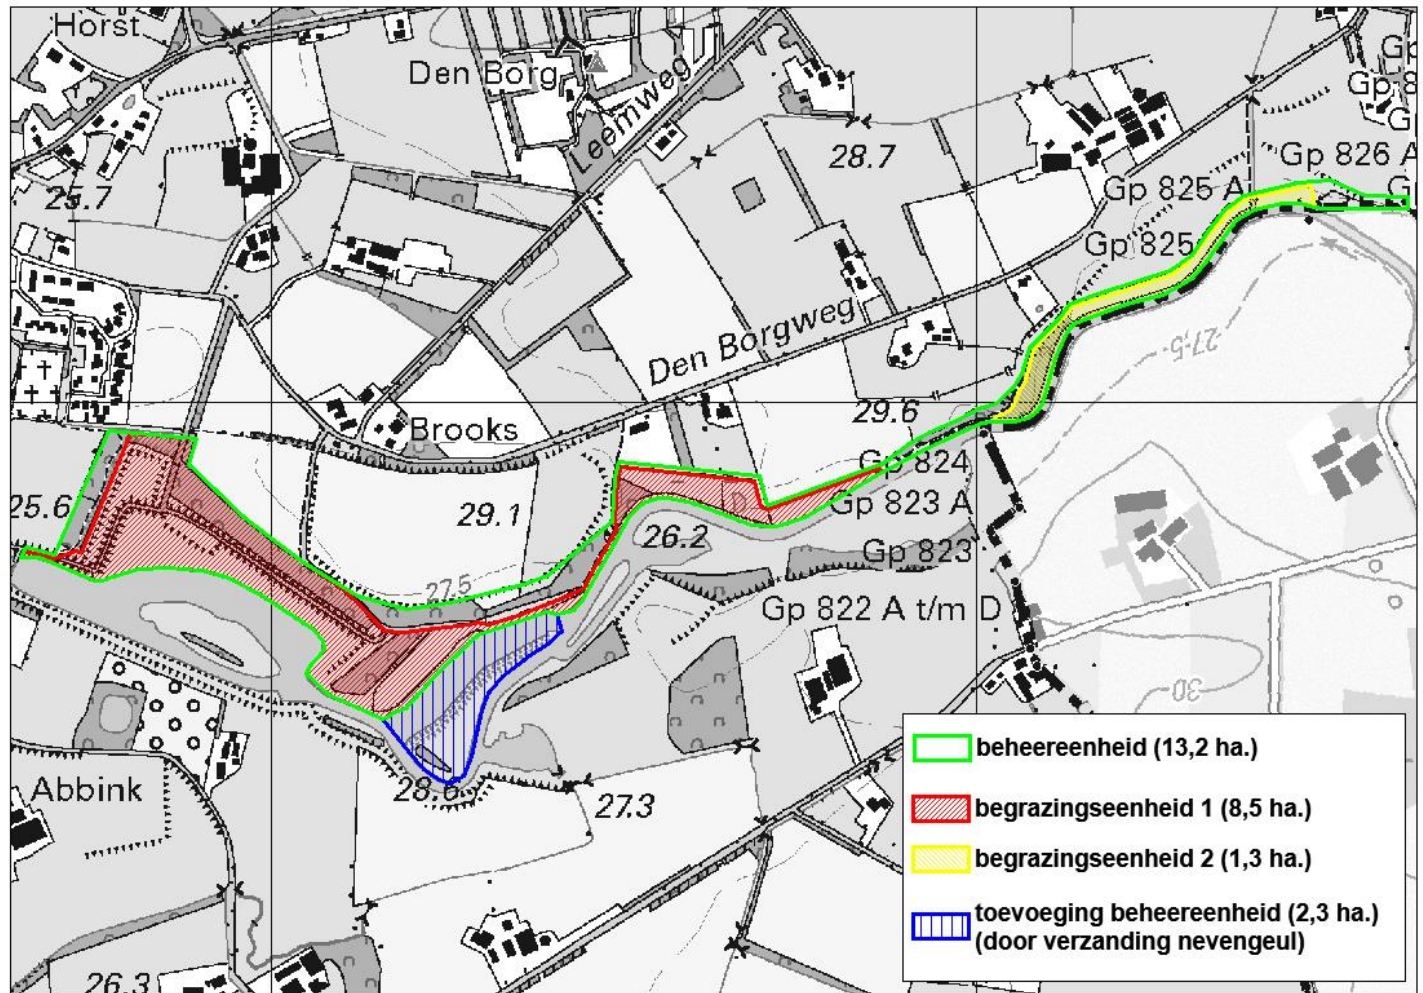 Horst
Den Borg
Leemweg
28.7
Gp 8
Gp 826 A
Gp 825 A
25.7
Gp 825
27,5
Den Borgweg
29.6
Brooks
Gp 824
25.6
29.1
26.2
Gp 823 A
Gp 823
27.5
Gp 822 A t/m D
30
Abbink
28.6
27.3
26.3
beheereenheid (13,2 ha.)
begrazingseenheid 1 (8,5 ha.)
begrazingseenheid 2 (1,3 ha.)
toevoeging beheereenheid (2,3 ha.)
(door verzanding nevengeul)